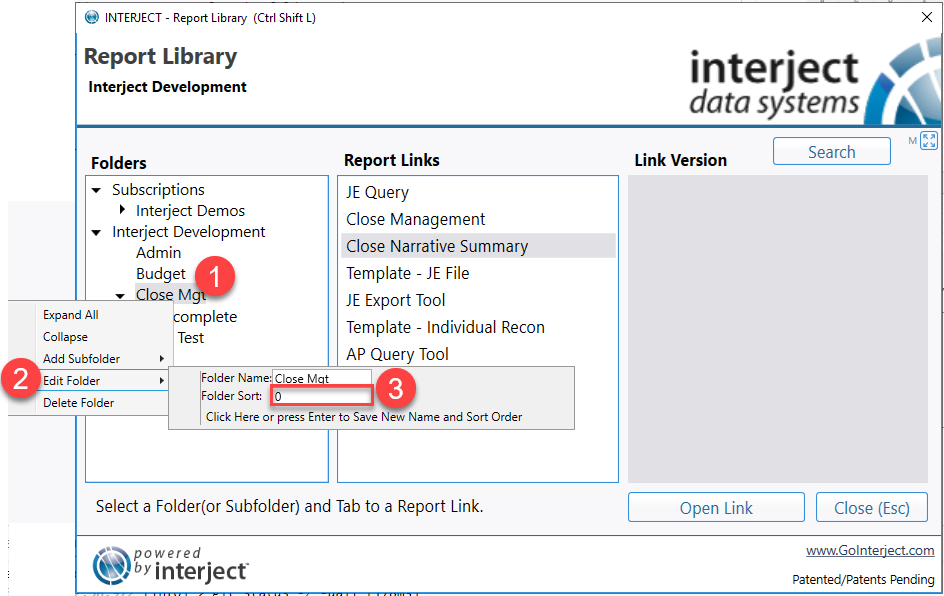 INTERJECT - Report Library (Ctrl Shift L)
Report Library
Interject Development
interject
data systems
Folders
Report Links
Link Version
Search
M
Subscriptions
Interject Demos
Interject Development
Admin
Budget
Close Mgt
complete
Test
1
JE Query
Close Management
Close Narrative Summary
Template - JE File
JE Export Tool
Template - Individual Recon
AP Query Tool
Expand All
Collapse
Add Subfolder
2
Edit Folder
Delete Folder
Folder Name: Close Mgt
Folder Sort: 0
3
Click Here or press Enter to Save New Name and Sort Order
Select a Folder(or Subfolder) and Tab to a Report Link.
Open Link
Close (Esc)
powered
by interject
www.GoInterject.com
Patented/Patents Pending